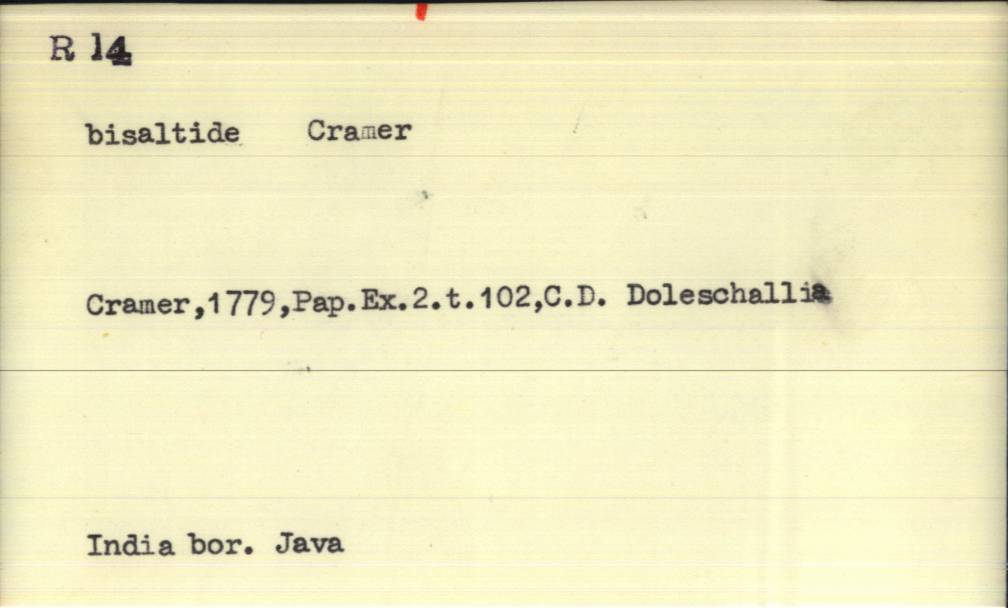 R 14
bisaltide Cramer
Cramer,1779,Pap.Ex.2.t.102,C.D. Doleschallia
India bor. Java